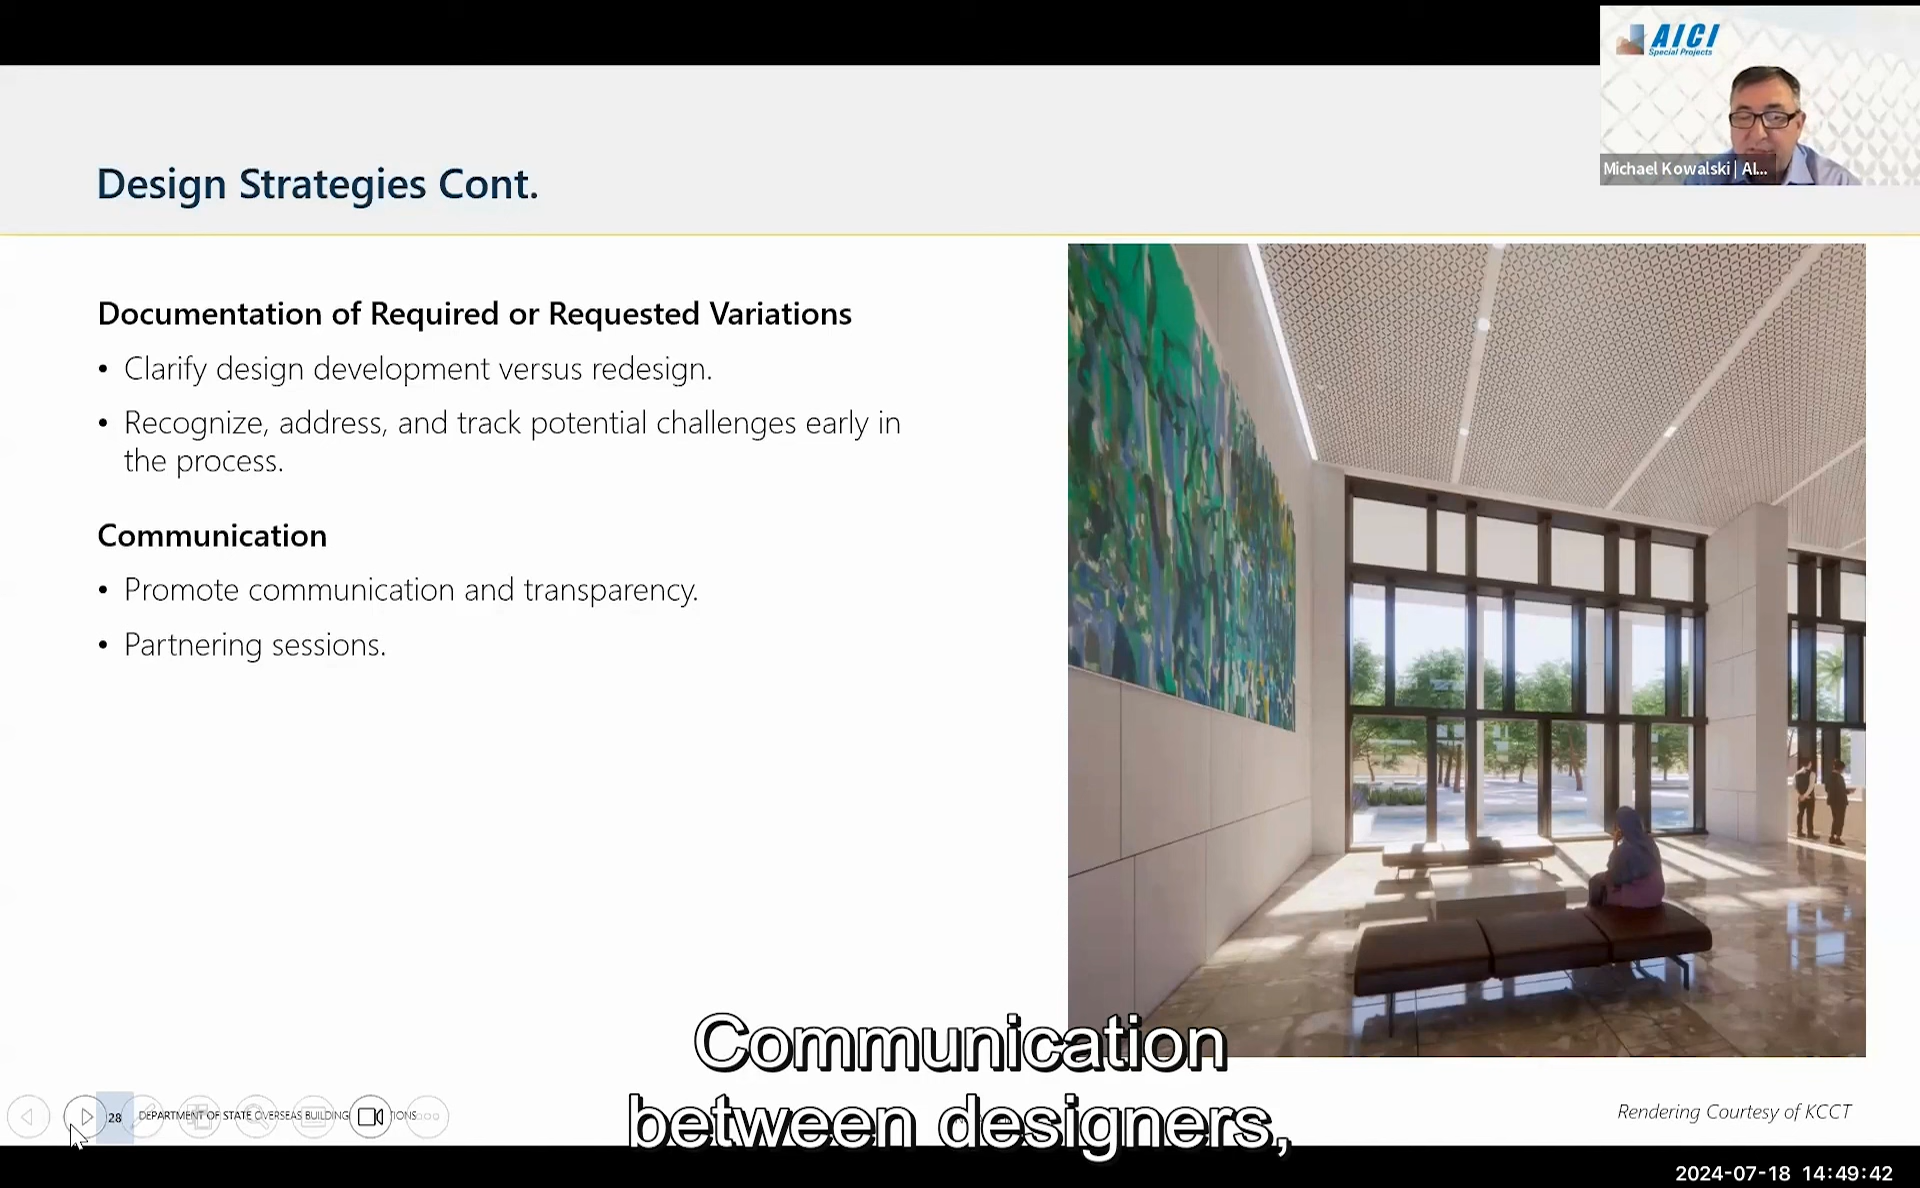 AICI
Special Projects
Michael Kowalski | AI...
Design Strategies Cont.
Documentation of Required or Requested Variations
• Clarify design development versus redesign.
• Recognize, address, and track potential challenges early in
the process.
Communication
• Promote communication and transparency.
• Partnering sessions.
Communication
between designers,
28
DEPARTMENT OF STATE OVERSEAS BUILDING TIONS
Rendering Courtesy of KCCT
2024-07-18 14:49:42